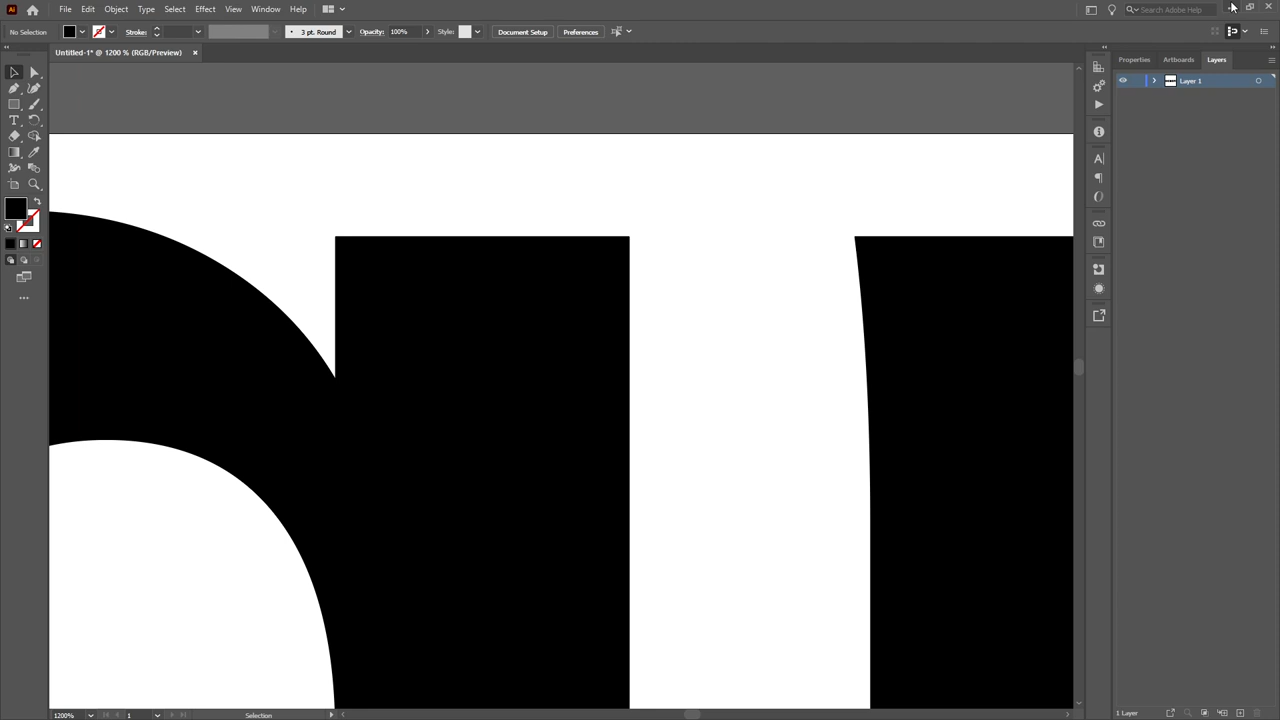 File Edit Object Type Select Effect View Window Help
Search Adobe Help
No Selection
Stroke:
3 pt. Round
Opacity: 100%
Style:
Document Setup
Preferences
Untitled-1* @ 1200 % (RGB/Preview)
Properties Artboards Layers
Layer 1
1200%
1
Selection
1 Layer